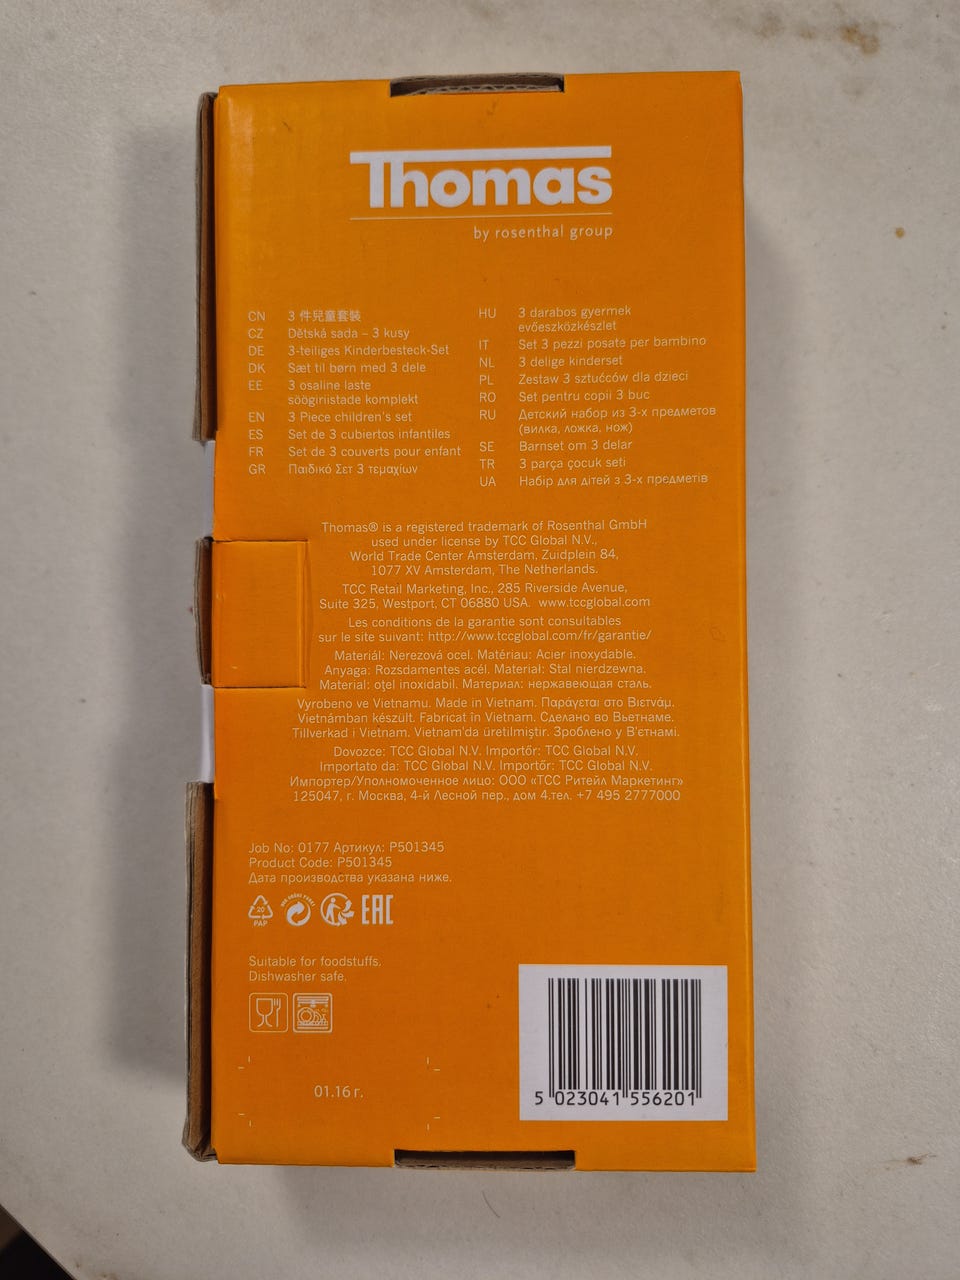 Thomas
by rosenthal group
CN 3 件兒童套裝
CZ Dětská sada – 3 kusy
DE 3-teiliges Kinderbesteck-Set
DK Sæt til børn med 3 dele
EE 3 osaline laste
söögiriistade komplekt
EN 3 Piece children's set
ES Set de 3 cubiertos infantiles
FR Set de 3 couverts pour enfant
GR Παιδικό Σετ 3 τεμαχίων
HU 3 darabos gyermek
evőeszközkészlet
IT Set 3 pezzi posate per bambino
NL 3 delige kinderset
PL Zestaw 3 sztućców dla dzieci
RO Set pentru copii 3 buc
RU Детский набор из 3-х предметов
(вилка, ложка, нож)
SE Barnset om 3 delar
TR 3 parça çocuk seti
UA Набір для дітей з 3-х предметів
Thomas® is a registered trademark of Rosenthal GmbH
used under license by TCC Global N.V.,
World Trade Center Amsterdam, Zuidplein 84,
1077 XV Amsterdam, The Netherlands.
TCC Retail Marketing, Inc., 285 Riverside Avenue,
Suite 325, Westport, CT 06880 USA. www.tccglobal.com
Les conditions de la garantie sont consultables
sur le site suivant: http://www.tccglobal.com/fr/garantie/
Materiál: Nerezová ocel. Matériau: Acier inoxydable.
Anyaga: Rozsdamentes acél. Materiał: Stal nierdzewna.
Material: oțel inoxidabil. Материал: нержавеющая сталь.
Vyrobeno ve Vietnamu. Made in Vietnam. Παράγεται στο Βιετνάμ.
Vietnámban készült. Fabricat în Vietnam. Сделано во Вьетнаме.
Tillverkad i Vietnam. Vietnam'da üretilmiştir. Зроблено у В'єтнамі.
Dovozce: TCC Global N.V. Importőr: TCC Global N.V.
Importato da: TCC Global N.V. Importőr: TCC Global N.V.
Импортер/Уполномоченное лицо: ООО «ТСС Ритейл Маркетинг»
125047, г. Москва, 4-й Лесной пер., дом 4.тел. +7 495 2777000
Job No: 0177 Артикул: P501345
Product Code: P501345
Дата производства указана ниже.
20
PAP
EAC
Suitable for foodstuffs.
Dishwasher safe.
01.16 г.
5 023041 556201